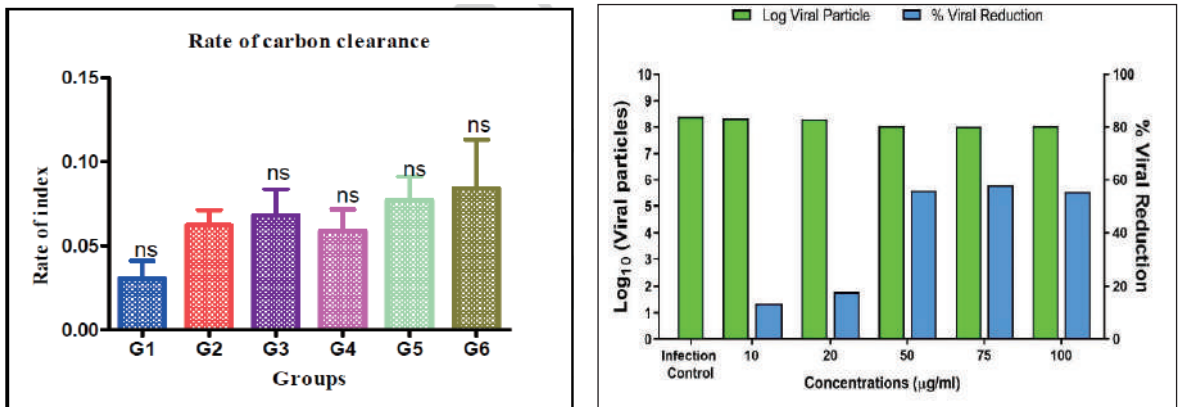 Rate of carbon clearance
Rate of index
0.15
0.10
0.05
0.00
ns
ns
ns
ns
ns
G1 G2 G3 G4 G5 G6
Groups
Log Viral Particle % Viral Reduction
Log10 (Viral particles)
10
9
8
7
6
5
4
3
2
1
0
100
80
60
40
20
0
% Viral Reduction
Infection Control 10 20 50 75 100
Concentrations (μg/ml)